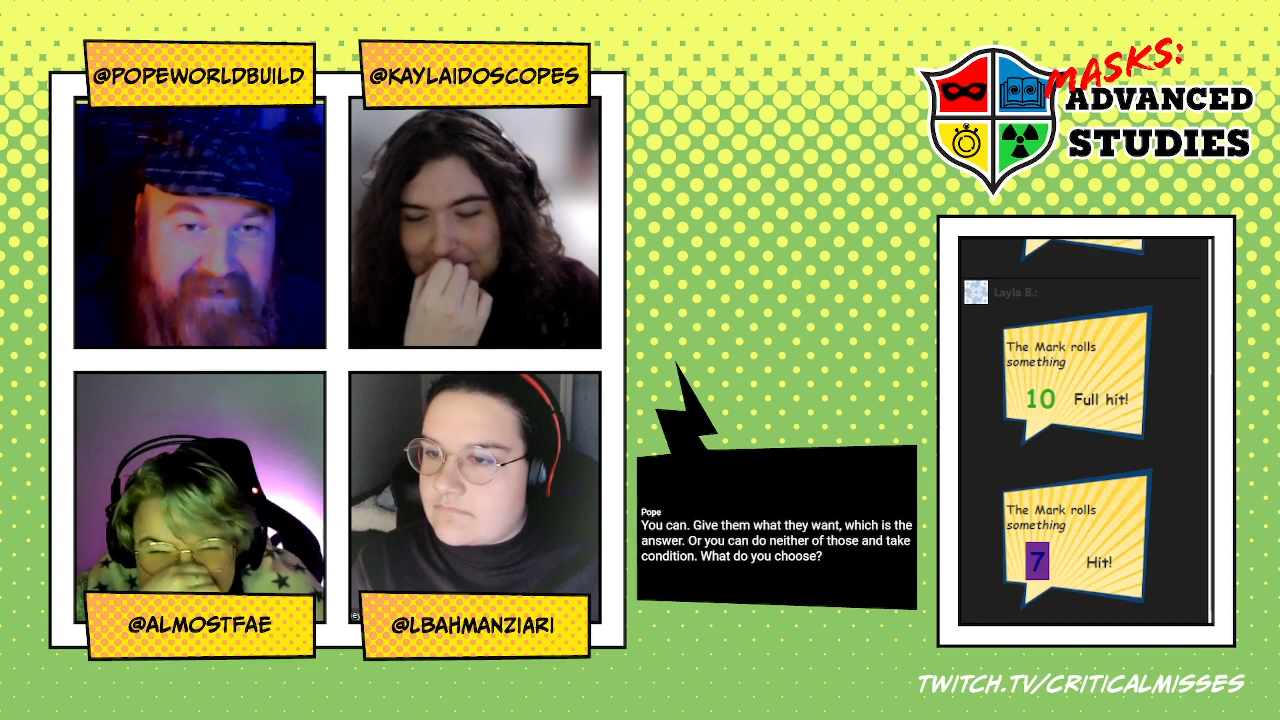 @POPEWORLDBUILD
@KAYLAIDOSCOPES
@ALMOSTFAE
@LBAHMANZIARI
Pope
You can. Give them what they want, which is the
answer. Or you can do neither of those and take
condition. What do you choose?
MASKS:
ADVANCED
STUDIES
Layla B.:
The Mark rolls
something
10 Full hit!
The Mark rolls
something
7 Hit!
TWITCH.TV/CRITICALMISSES